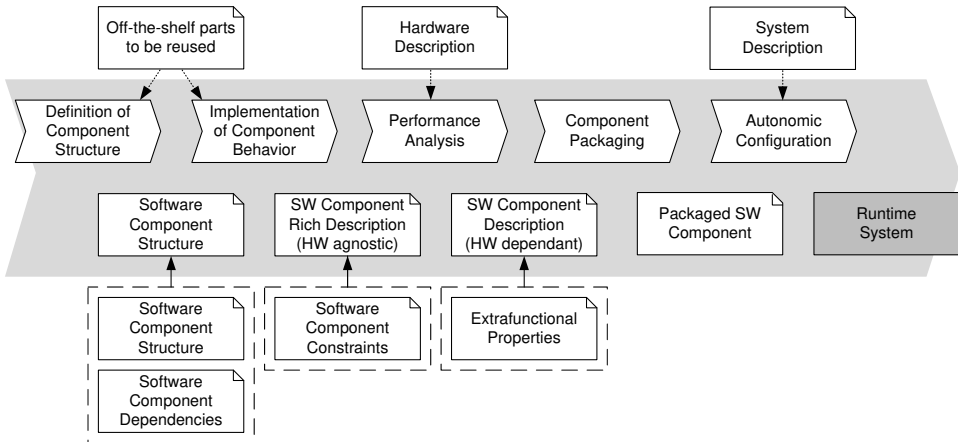 Off-the-shelf parts
to be reused
Hardware
Description
System
Description
Definition of
Component
Structure
Implementation
of Component
Behavior
Performance
Analysis
Component
Packaging
Autonomic
Configuration
Software
Component
Structure
SW Component
Rich Description
(HW agnostic)
SW Component
Description
(HW dependant)
Packaged SW
Component
Runtime
System
Software
Component
Structure
Software
Component
Constraints
Extrafunctional
Properties
Software
Component
Dependencies